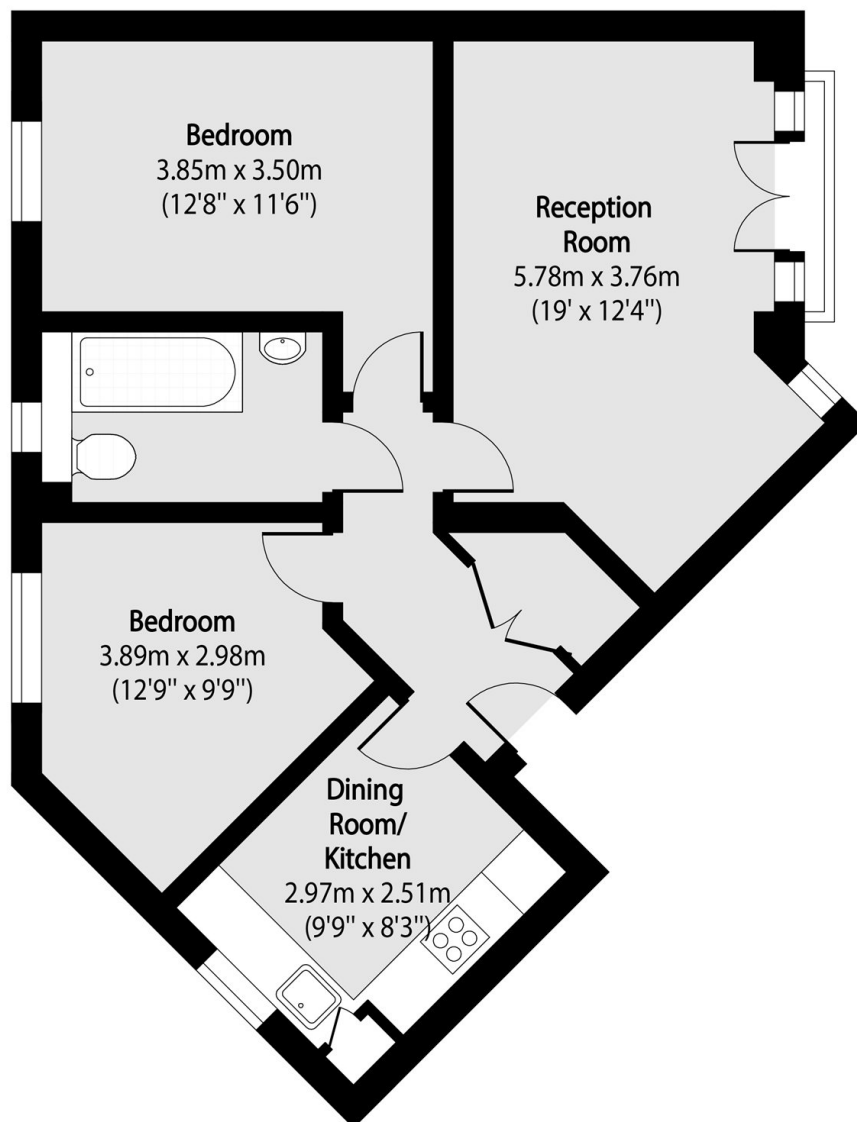 Bedroom
3.85m x 3.50m
(12'8" x 11'6")
Reception
Room
5.78m x 3.76m
(19' x 12'4")
Bedroom
3.89m x 2.98m
(12'9" x 9'9")
Dining
Room/
Kitchen
2.97m x 2.51m
(9'9" x 8'3")